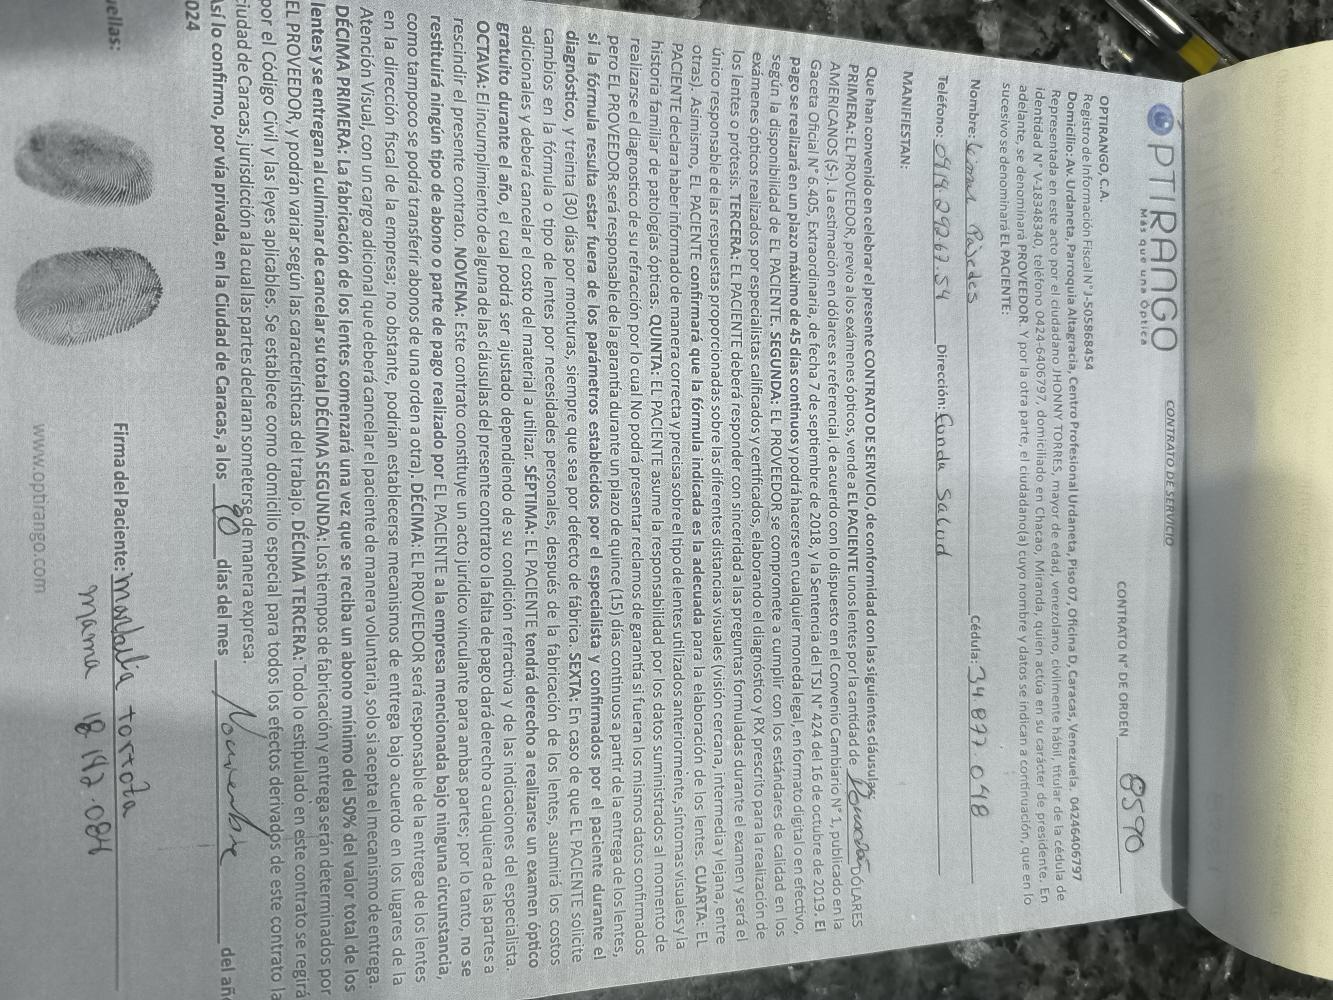 OPTIRANGO
Más que una Óptica
CONTRATO DE SERVICIO
CONTRATO N° DE ORDEN 8590
OPTIRANGO, C.A.
Registro de Información Fiscal N° J-505868454
Domicilio: Av. Urdaneta, Parroquia Altagracia, Centro Profesional Urdaneta, Piso 07, Oficina D, Caracas, Venezuela. 04246406797
Representada en este acto por el ciudadano JHONNY TORRES, mayor de edad, venezolano, civilmente hábil, titular de la cédula de
identidad N° V-18348340, teléfono 0424-6406797, domiciliado en Chacao, Miranda, quien actúa en su carácter de presidente. En
adelante, se denominará PROVEEDOR. Y por la otra parte, el ciudadano(a) cuyo nombre y datos se indican a continuación, que en lo
sucesivo se denominará EL PACIENTE:
Nombre: Paredes Cédula: 34.897.048
Teléfono: 0414 292 67.54 Dirección: Funda Salud
MANIFIESTAN:
Que han convenido en celebrar el presente CONTRATO DE SERVICIO, de conformidad con las siguientes cláusulas
PRIMERA: EL PROVEEDOR, previo a los exámenes ópticos, vende a EL PACIENTE unos lentes por la cantidad de DÓLARES
AMERICANOS ($-). La estimación en dólares es referencial, de acuerdo con lo dispuesto en el Convenio Cambiario N° 1, publicado en la
Gaceta Oficial N° 6.405, Extraordinaria, de fecha 7 de septiembre de 2018, y la Sentencia del TSJ N° 424 del 16 de octubre de 2019. El
pago se realizará en un plazo máximo de 45 días continuos y podrá hacerse en cualquier moneda legal, en formato digital o en efectivo,
según la disponibilidad de EL PACIENTE. SEGUNDA: EL PROVEEDOR se compromete a cumplir con los estándares de calidad en los
exámenes ópticos realizados por especialistas calificados y certificados, elaborando el diagnóstico y RX prescrito para la realización de
los lentes o prótesis. TERCERA: EL PACIENTE deberá responder con sinceridad a las preguntas formuladas durante el examen y será el
único responsable de las respuestas proporcionadas sobre las diferentes distancias visuales (visión cercana, intermedia y lejana, entre
otras). Asimismo, EL PACIENTE confirmará que la fórmula indicada es la adecuada para la elaboración de los lentes. CUARTA: EL
PACIENTE declara haber informado de manera correcta y precisa sobre el tipo de lentes utilizados anteriormente, síntomas visuales y la
historia familiar de patologías ópticas. QUINTA: EL PACIENTE asume la responsabilidad por los datos suministrados al momento de
realizarse el diagnostico de su refracción por lo cual No podrá presentar reclamos de garantía si fueran los mismos datos confirmados
pero EL PROVEEDOR será responsable de la garantía durante un plazo de quince (15) días continuos a partir de la entrega de los lentes,
si la fórmula resulta estar fuera de los parámetros establecidos por el especialista y confirmados por el paciente durante el
diagnóstico, y treinta (30) días por monturas, siempre que sea por defecto de fábrica. SEXTA: En caso de que EL PACIENTE solicite
cambios en la fórmula o tipo de lentes por necesidades personales, después de la fabricación de los lentes, asumirá los costos
adicionales y deberá cancelar el costo del material a utilizar. SÉPTIMA: EL PACIENTE tendrá derecho a realizarse un examen óptico
gratuito durante el año, el cual podrá ser ajustado dependiendo de su condición refractiva y de las indicaciones del especialista.
OCTAVA: El incumplimiento de alguna de las cláusulas del presente contrato o la falta de pago dará derecho a cualquiera de las partes a
rescindir el presente contrato. NOVENA: Este contrato constituye un acto jurídico vinculante para ambas partes; por lo tanto, no se
restituirá ningún tipo de abono o parte de pago realizado por EL PACIENTE a la empresa mencionada bajo ninguna circunstancia,
como tampoco se podrá transferir abonos de una orden a otra). DÉCIMA: EL PROVEEDOR será responsable de la entrega de los lentes
en la dirección fiscal de la empresa; no obstante, podrían establecerse mecanismos de entrega bajo acuerdo en los lugares de la
Atención Visual, con un cargo adicional que deberá cancelar el paciente de manera voluntaria, solo si acepta el mecanismo de entrega.
DÉCIMA PRIMERA: La fabricación de los lentes comenzará una vez que se reciba un abono mínimo del 50% del valor total de los
lentes y se entregan al culminar de cancelar su total DÉCIMA SEGUNDA: Los tiempos de fabricación y entrega serán determinados por
EL PROVEEDOR, y podrán variar según las características del trabajo. DÉCIMA TERCERA: Todo lo estipulado en este contrato se regirá
por el Código Civil y las leyes aplicables. Se establece como domicilio especial para todos los efectos derivados de este contrato la
ciudad de Caracas, jurisdicción a la cual las partes declaran someterse de manera expresa.
Así lo confirmo, por vía privada, en la Ciudad de Caracas, a los días del mes Nouvembre del año
024
uellas:
Firma del Paciente: tortota
mama 18.142.084
www.optirango.com